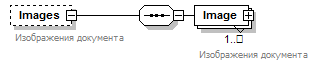 Images
Image
Изображения документа
1..
Изображения документа